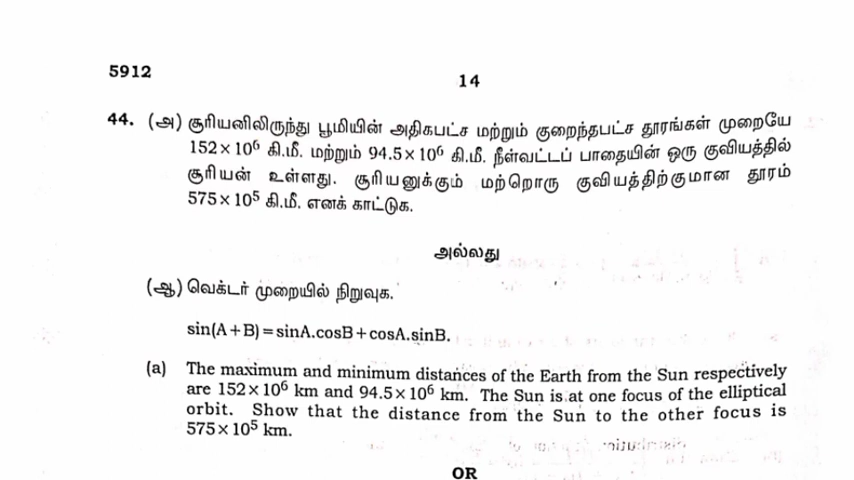 5912
14
44. (அ) சூரியனிலிருந்து பூமியின் அதிகபட்ச மற்றும் குறைந்தபட்ச தூரங்கள் முறையே
152×10⁶ கி.மீ. மற்றும் 94.5×10⁶ கி.மீ. நீள்வட்டப் பாதையின் ஒரு குவியத்தில்
சூரியன் உள்ளது. சூரியனுக்கும் மற்றொரு குவியத்திற்குமான தூரம்
575×10⁵ கி.மீ. எனக் காட்டுக.
அல்லது
(ஆ) வெக்டர் முறையில் நிறுவுக.
sin(A+B)=sinA.cosB+cosA.sinB.
(a) The maximum and minimum distances of the Earth from the Sun respectively
are 152×10⁶ km and 94.5×10⁶ km. The Sun is at one focus of the elliptical
orbit. Show that the distance from the Sun to the other focus is
575×10⁵ km.
OR